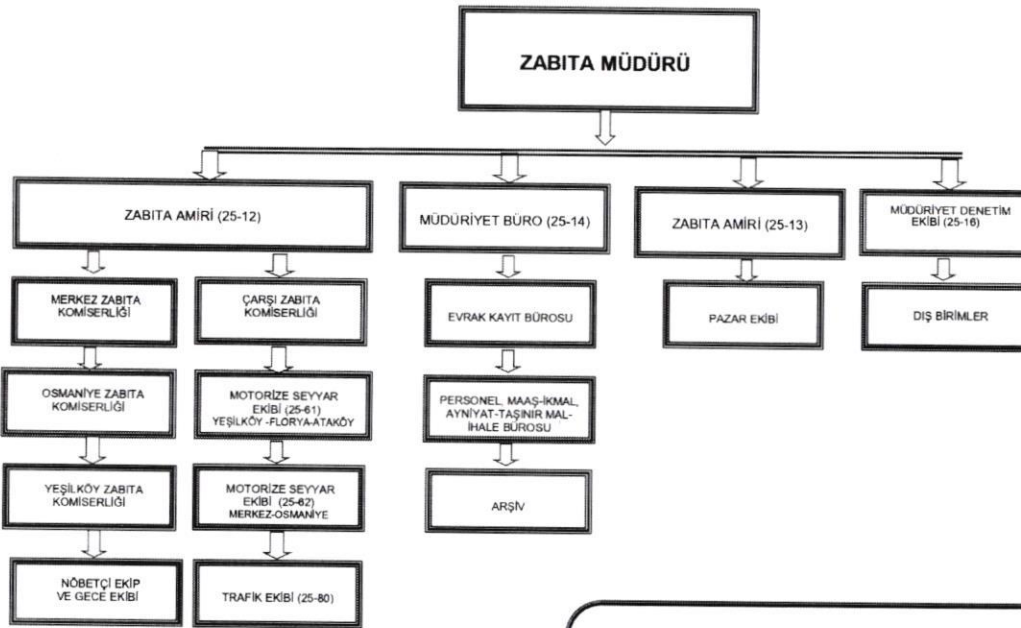 ZABITA MÜDÜRÜ
ZABITA AMİRİ (25-12)
MÜDÜRİYET BÜRO (25-14)
ZABITA AMİRİ (25-13)
MÜDÜRİYET DENETİM
EKİBİ (25-16)
MERKEZ ZABITA
KOMİSERLİĞİ
ÇARŞI ZABITA
KOMİSERLİĞİ
EVRAK KAYIT BÜROSU
PAZAR EKİBİ
DIŞ BİRİMLER
OSMANİYE ZABITA
KOMİSERLİĞİ
MOTORİZE SEYYAR
EKİBİ (25-61)
YEŞİLKÖY -FLORYA-ATAKÖY
PERSONEL, MAAŞ-İKMAL,
AYNİYAT-TAŞINIR MAL-
İHALE BÜROSU
YEŞİLKÖY ZABITA
KOMİSERLİĞİ
MOTORİZE SEYYAR
EKİBİ (25-62)
MERKEZ-OSMANİYE
ARŞİV
NÖBETÇİ EKİP
VE GECE EKİBİ
TRAFİK EKİBİ (25-80)